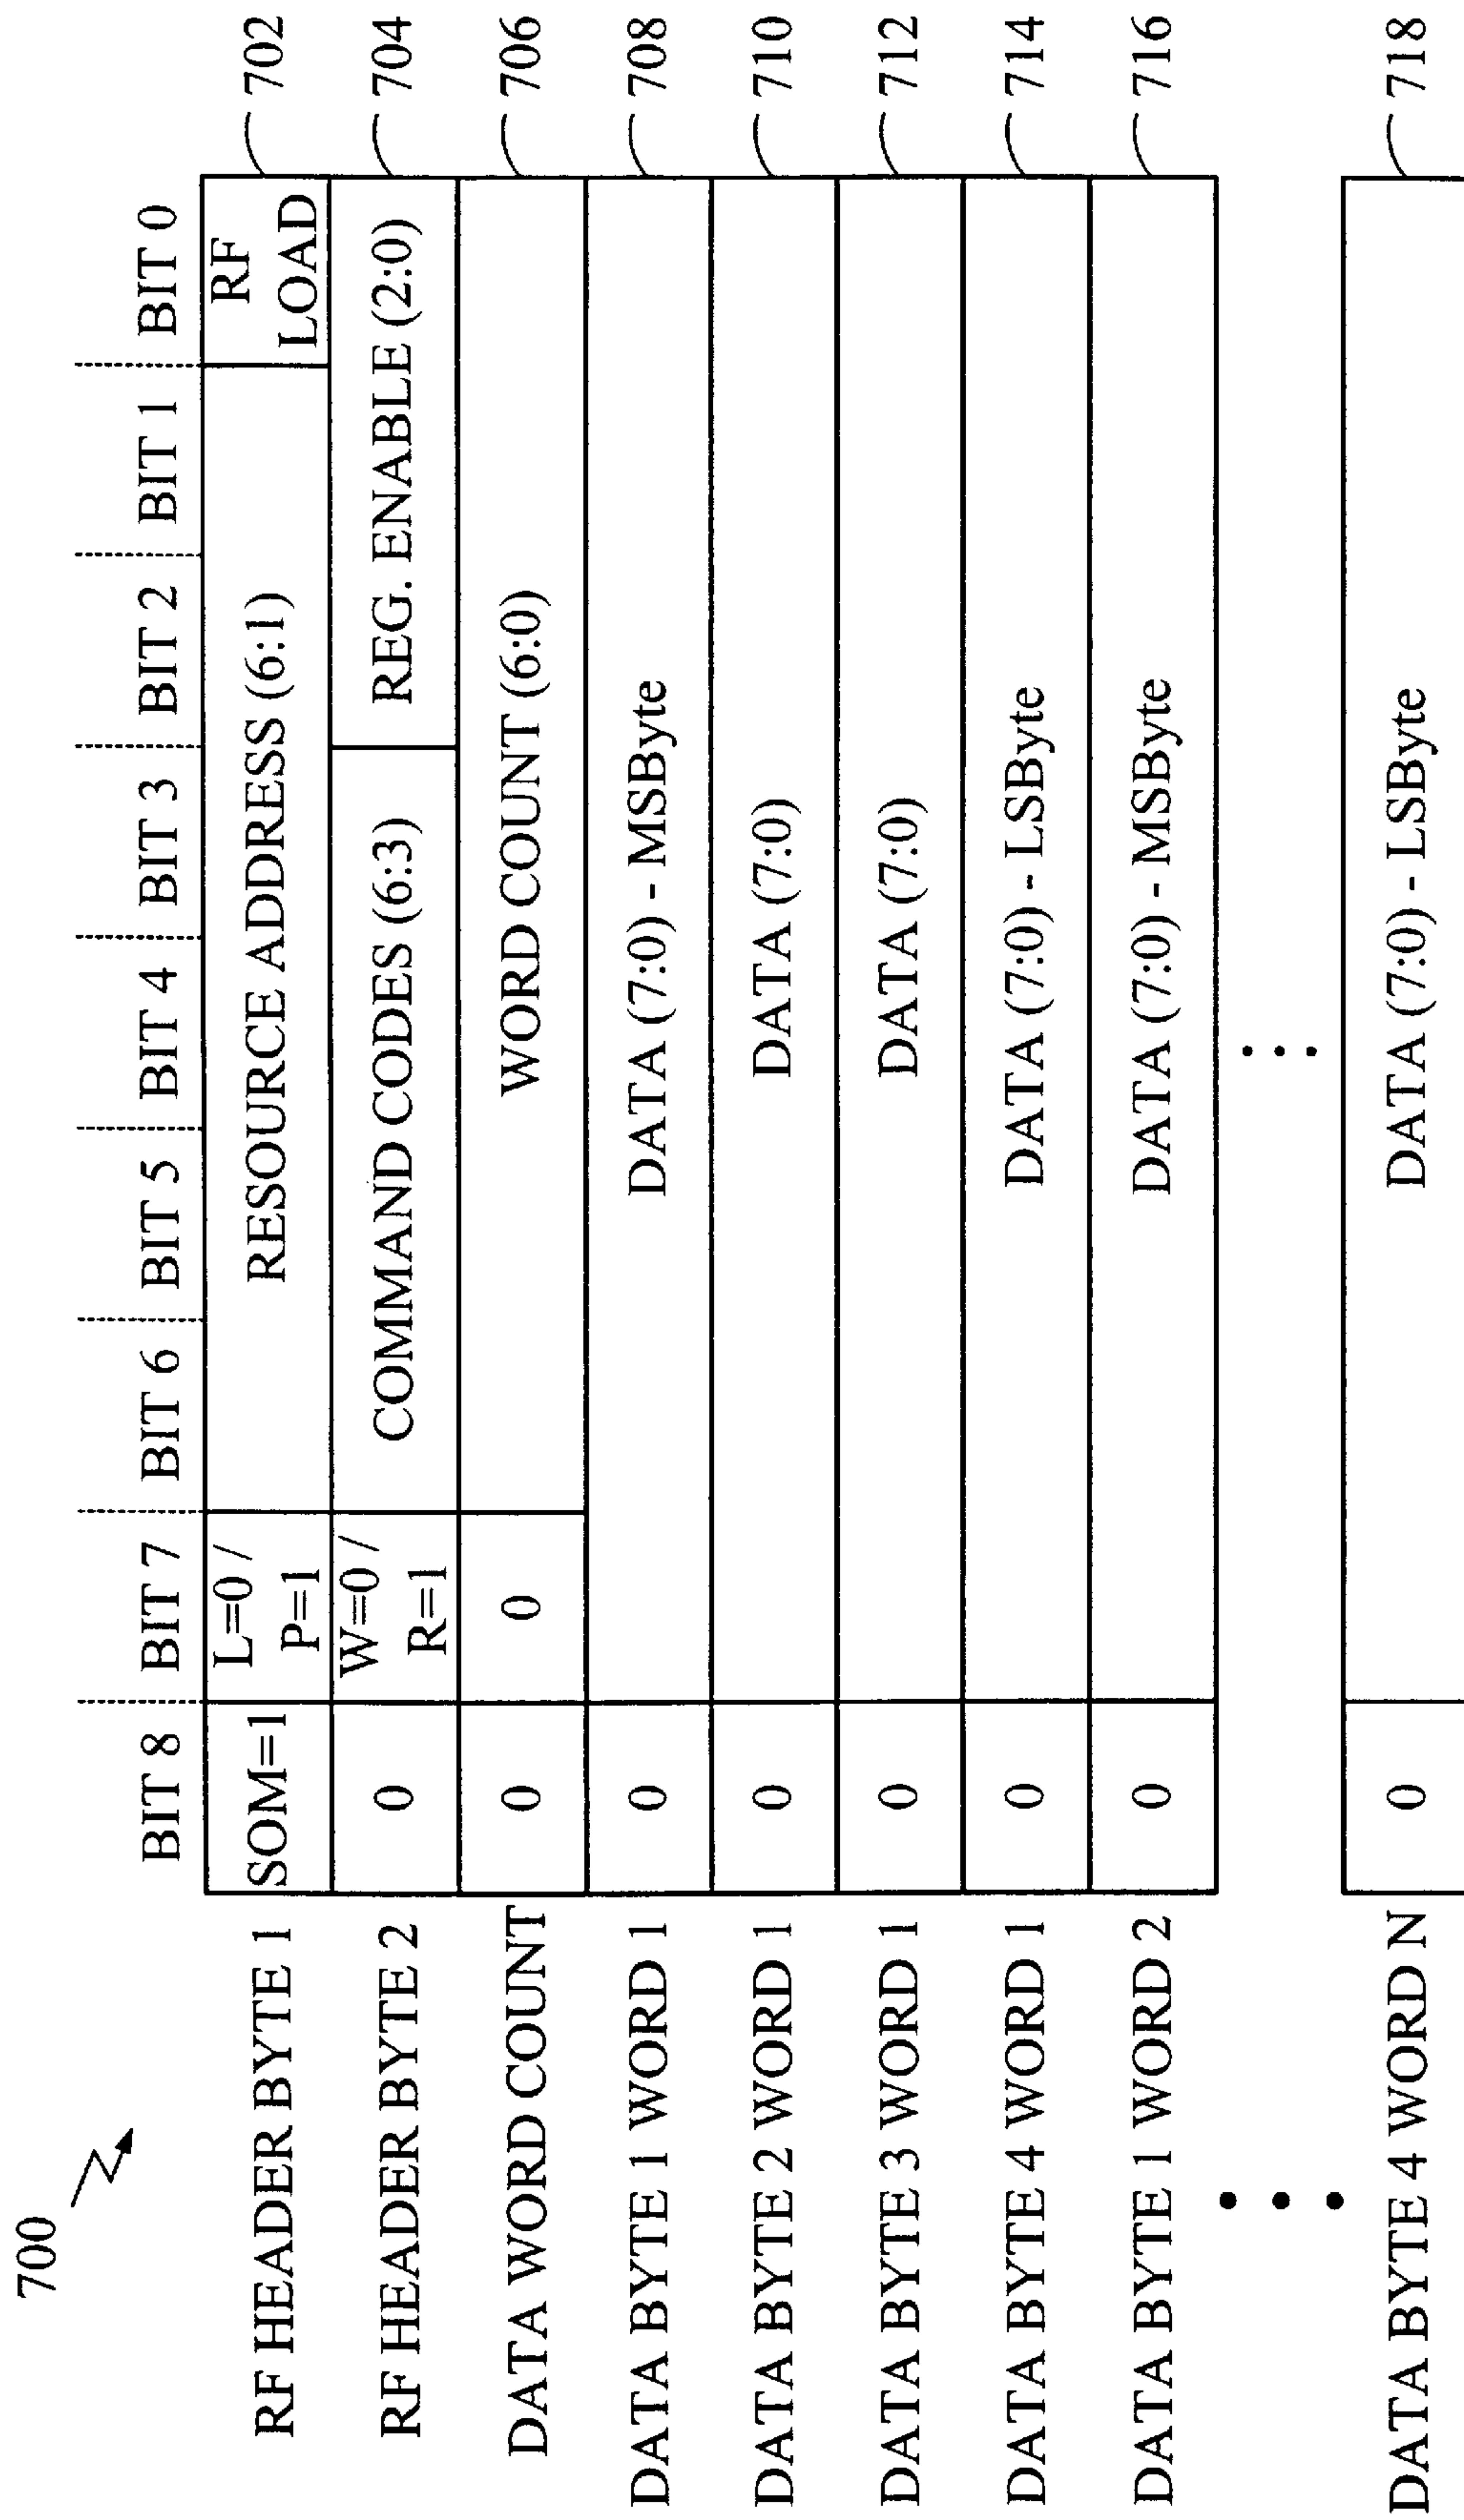 700
BIT 8 BIT 7 BIT 6 BIT 5 BIT 4 BIT 3 BIT 2 BIT 1 BIT 0
RF HEADER BYTE 1 SOM=1 L=0 / P=1 RESOURCE ADDRESS (6:1) RF LOAD 702
RF HEADER BYTE 2 0 W=0 / R=1 COMMAND CODES (6:3) REG. ENABLE (2:0) 704
DATA WORD COUNT 0 0 WORD COUNT (6:0) 706
DATA BYTE 1 WORD 1 0 DATA (7:0) - MSByte 708
DATA BYTE 2 WORD 1 0 DATA (7:0) 710
DATA BYTE 3 WORD 1 0 DATA (7:0) 712
DATA BYTE 4 WORD 1 0 DATA (7:0) - LSByte 714
DATA BYTE 1 WORD 2 0 DATA (7:0) - MSByte 716
DATA BYTE 4 WORD N 0 DATA (7:0) - LSByte 718